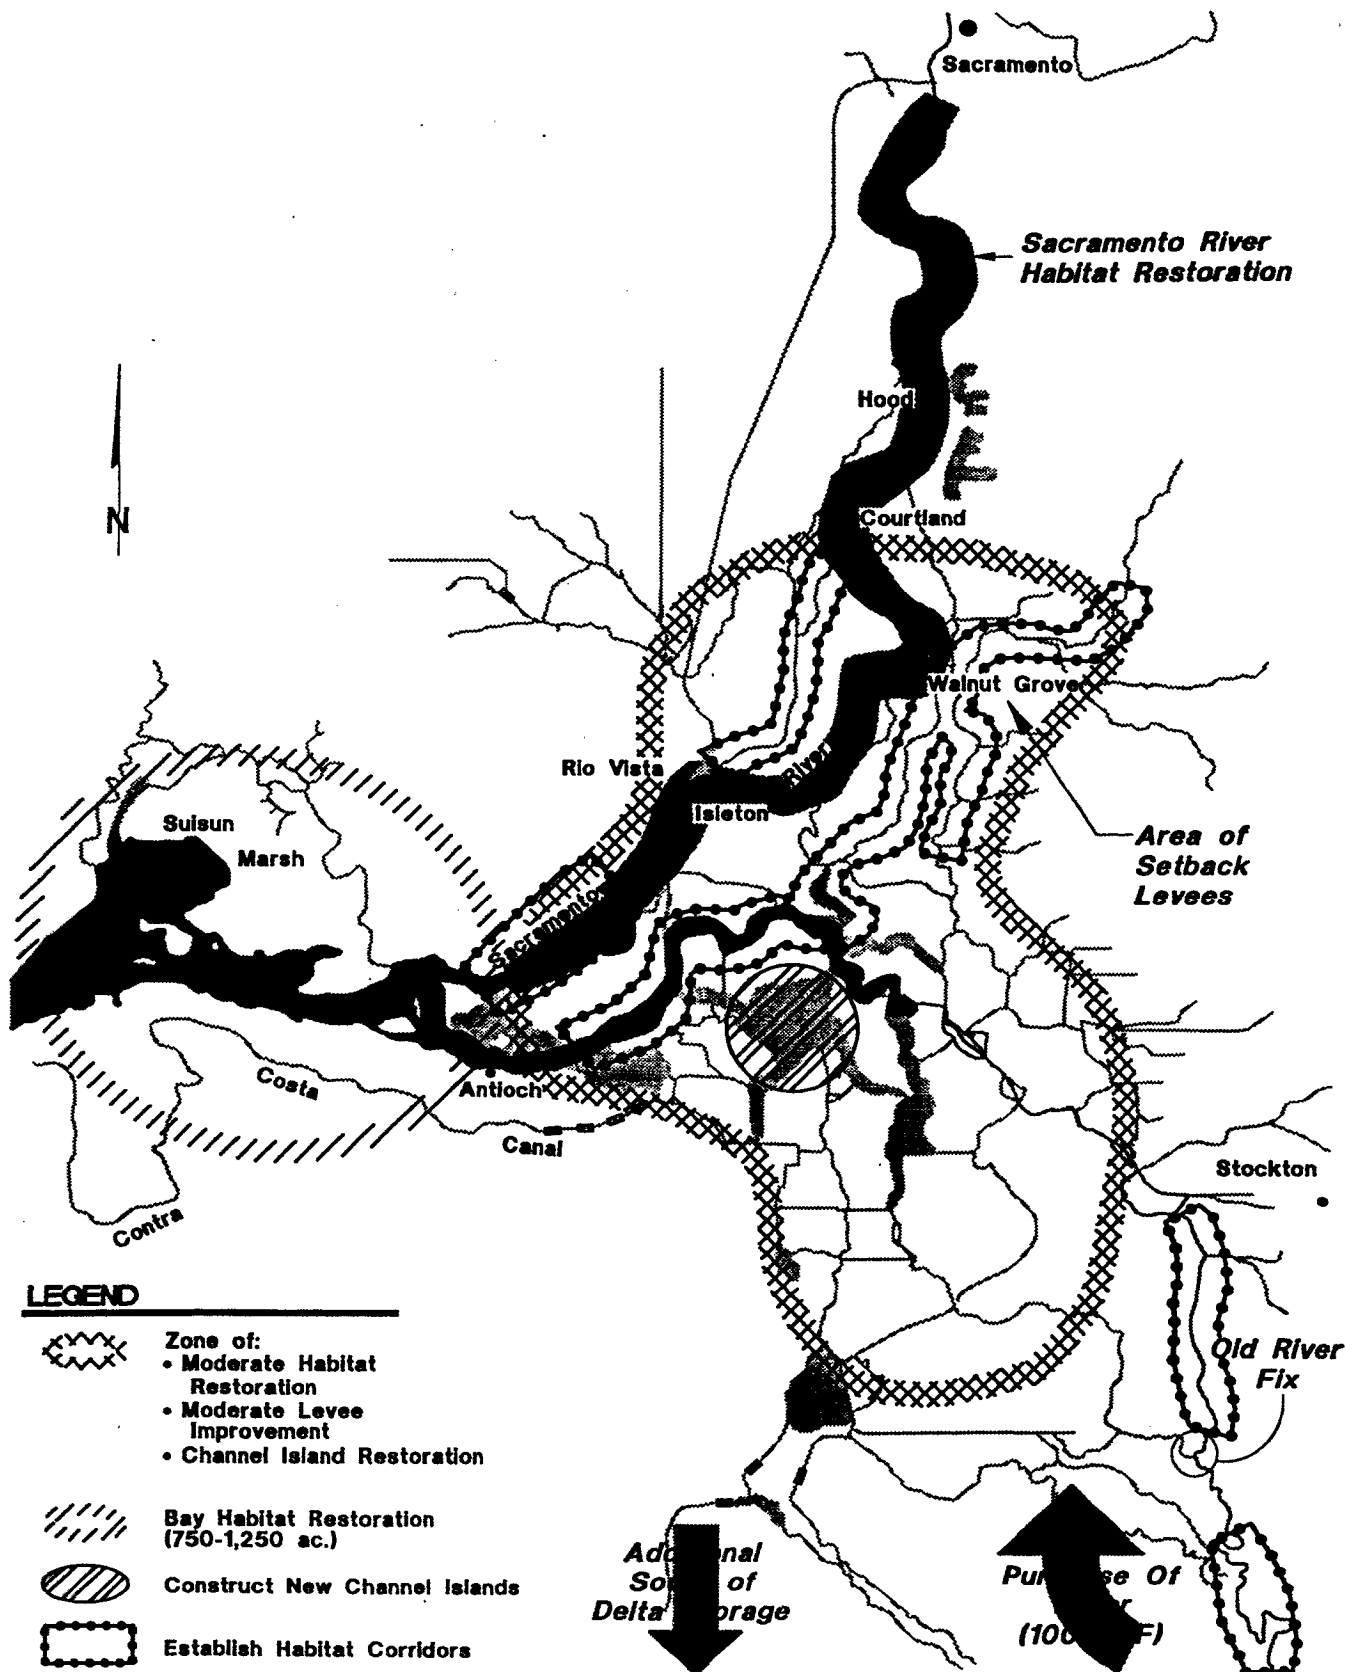 Sacramento
Sacramento River
Habitat Restoration
Hood
N
Courtland
Walnut Grove
Rio Vista
River
Isleton
Suisun
Marsh
Area of
Setback
Levees
Sacramento
Costa
Antioch
Canal
Stockton
Contra
LEGEND
Zone of:
• Moderate Habitat
Restoration
• Moderate Levee
Improvement
• Channel Island Restoration
Old River
Fix
Bay Habitat Restoration
(750-1,250 ac.)
Construct New Channel Islands
of
Delta
Of
Establish Habitat Corridors